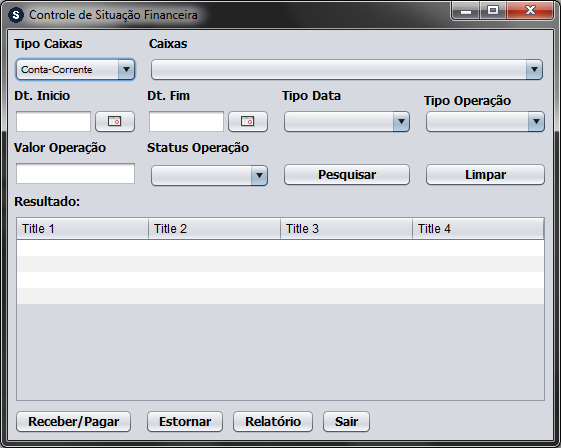 S Controle de Situação Financeira
Tipo Caixas Caixas
Conta-Corrente
Dt. Inicio Dt. Fim Tipo Data Tipo Operação
Valor Operação Status Operação
Pesquisar Limpar
Resultado:
Title 1 Title 2 Title 3 Title 4
Receber/Pagar Estornar Relatório Sair